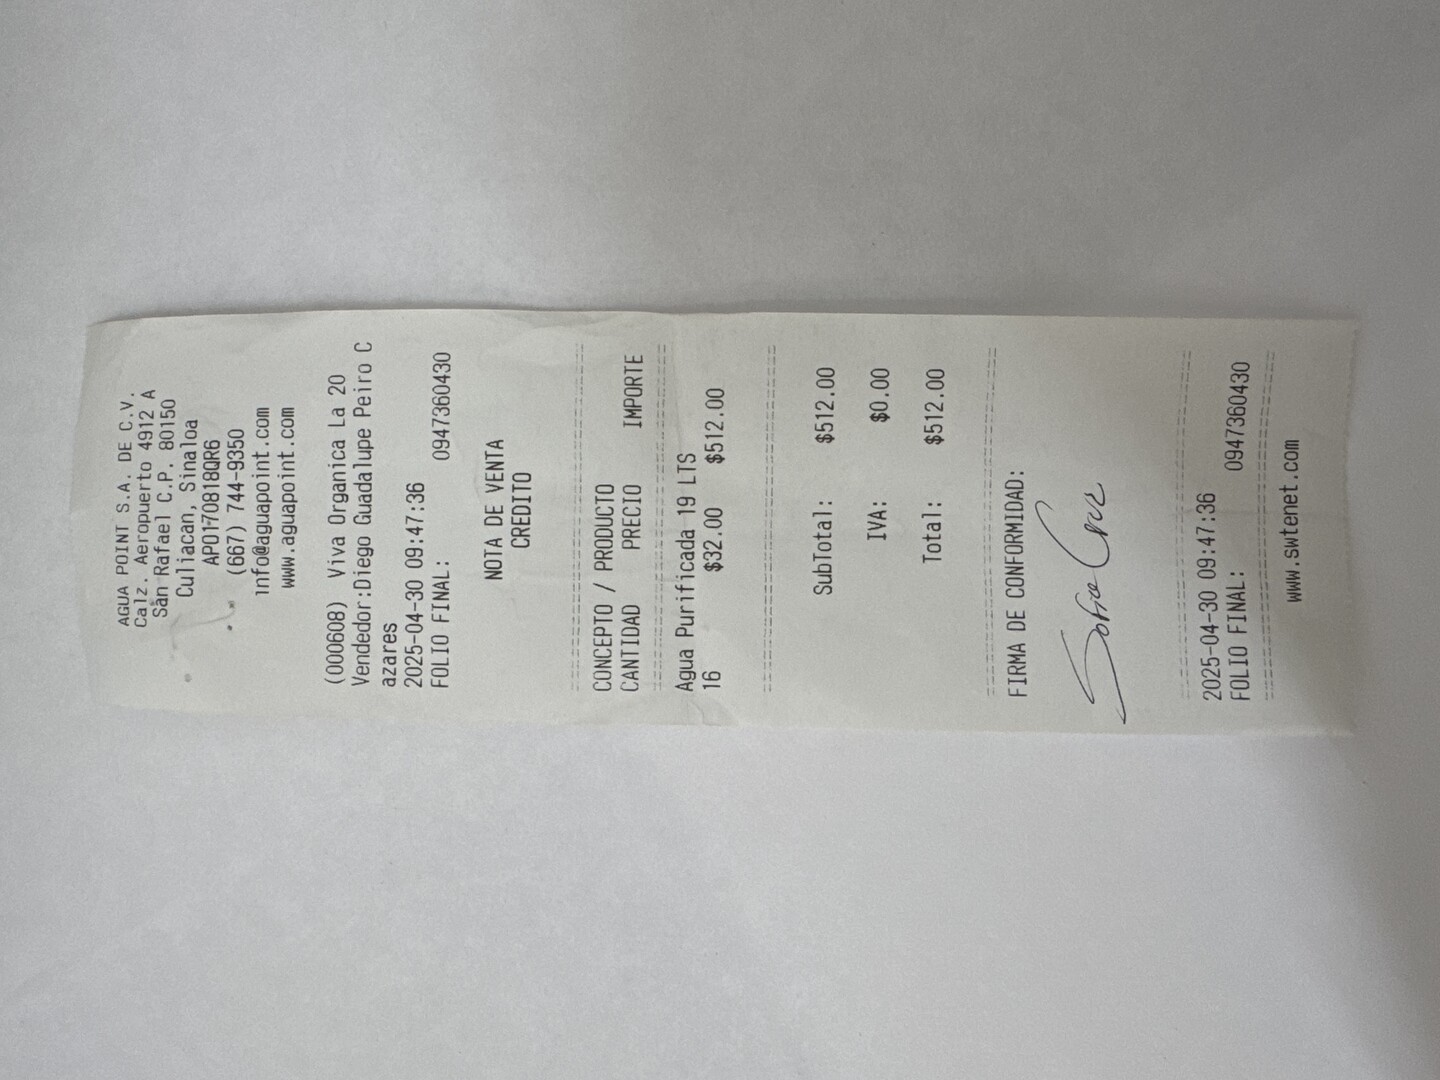 AGUA POINT S.A. DE C.V.
Calz. Aeropuerto 4912 A
San Rafael C.P. 80150
Culiacan, Sinaloa
APO170818QR6
(667) 744-9350
info@aguapoint.com
www.aguapoint.com
(000608) Viva Organica La 20
Vendedor:Diego Guadalupe Peiro C
azares
2025-04-30 09:47:36
FOLIO FINAL: 0947360430
NOTA DE VENTA
CREDITO
CONCEPTO / PRODUCTO
CANTIDAD PRECIO IMPORTE
Agua Purificada 19 LTS
16 $32.00 $512.00
SubTotal: $512.00
IVA: $0.00
Total: $512.00
FIRMA DE CONFORMIDAD:
Sofia Cruz
2025-04-30 09:47:36
FOLIO FINAL: 0947360430
www.swtenet.com